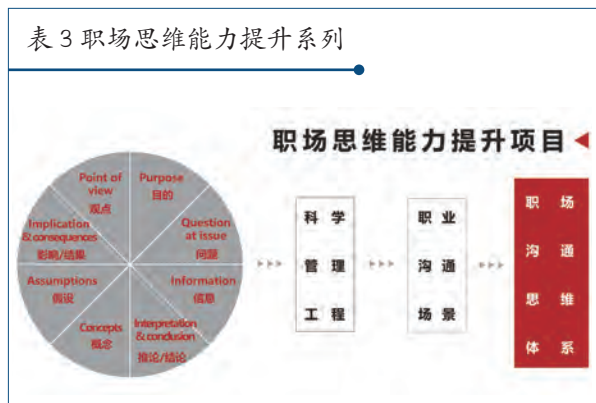 表 3 职场思维能力提升系列
职场思维能力提升项目
Point of
view
观点
Purpose
目的
Question
at issue
问题
Information
信息
Interpretation
& conclusion
推论/结论
Concepts
概念
Assumptions
假设
Implication
& consequences
影响/结果
科学
管理
工程
职业
沟通
场景
职场
沟通
思维
体系